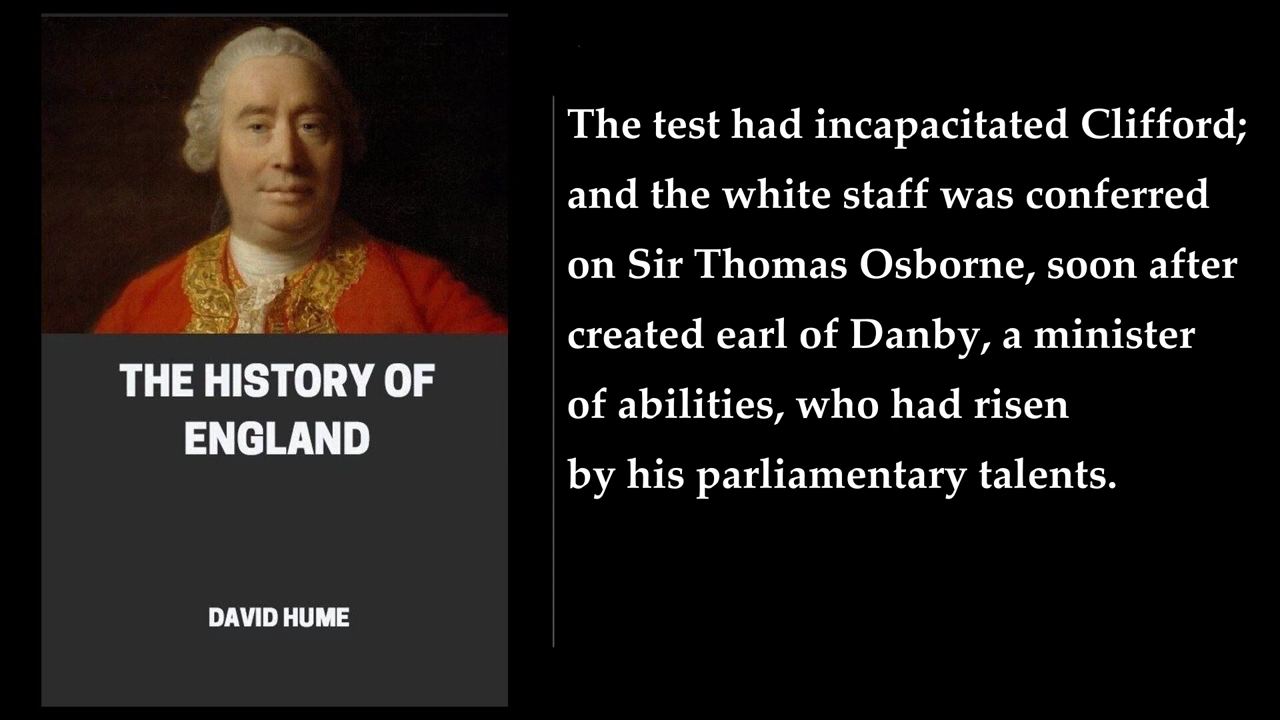 THE HISTORY OF
ENGLAND
DAVID HUME
The test had incapacitated Clifford;
and the white staff was conferred
on Sir Thomas Osborne, soon after
created earl of Danby, a minister
of abilities, who had risen
by his parliamentary talents.